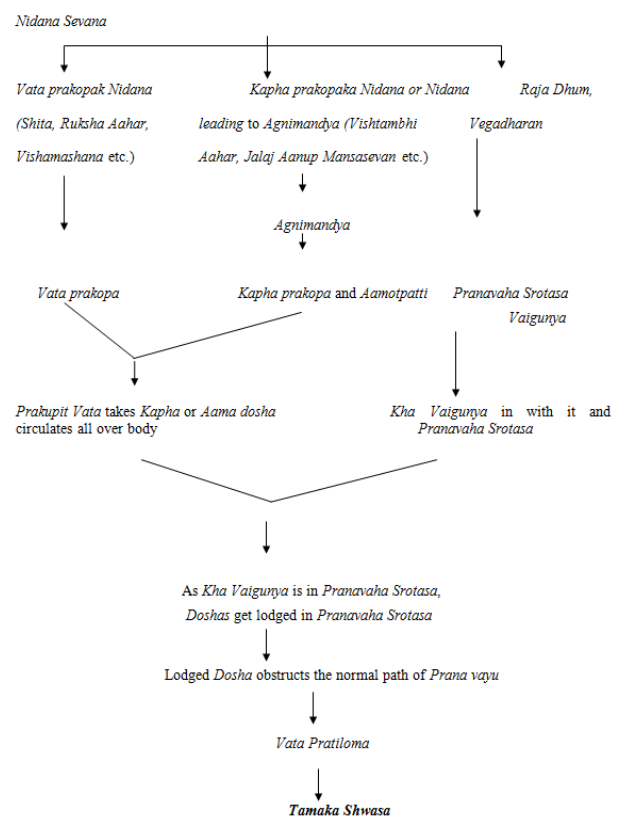 Nidana Sevana
Vata prakopak Nidana
(Shita, Ruksha Aahar,
Vishamashana etc.)
Kapha prakopaka Nidana or Nidana
leading to Agnimandya (Vishtambhi
Aahar, Jalaj Aanup Mansasevan etc.)
Raja Dhum,
Vegadharan
Agnimandya
Vata prakopa
Kapha prakopa and Aamotpatti
Pranavaha Srotasa
Vaigunya
Prakupit Vata takes Kapha or Aama dosha
circulates all over body
Kha Vaigunya in with it and
Pranavaha Srotasa
As Kha Vaigunya is in Pranavaha Srotasa,
Doshas get lodged in Pranavaha Srotasa
Lodged Dosha obstructs the normal path of Prana vayu
Vata Pratiloma
Tamaka Shwasa